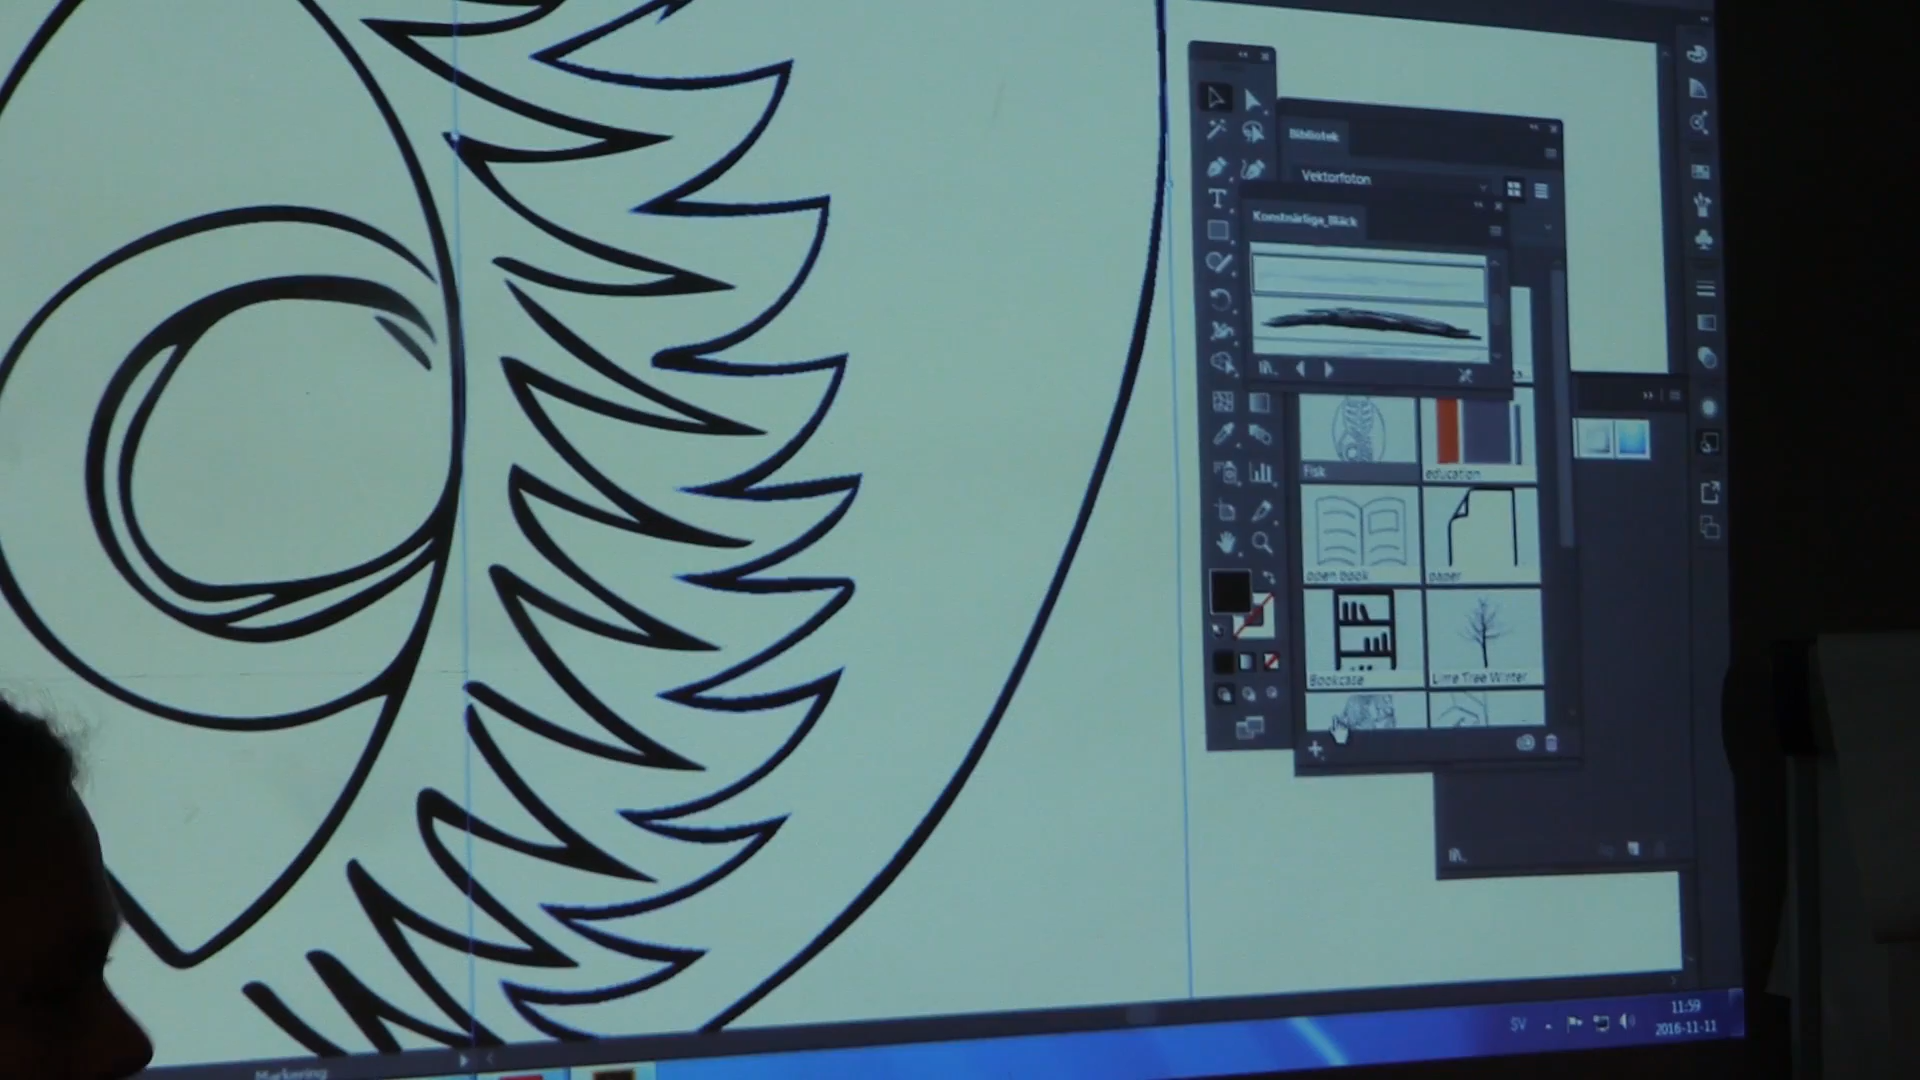 Bibliotek
Vektorfoton
Konstnärliga_Bläck
Fisk
education
open book
paper
Bookcase
Lime Tree Winter
SV
11:59
2016-11-11
Markering